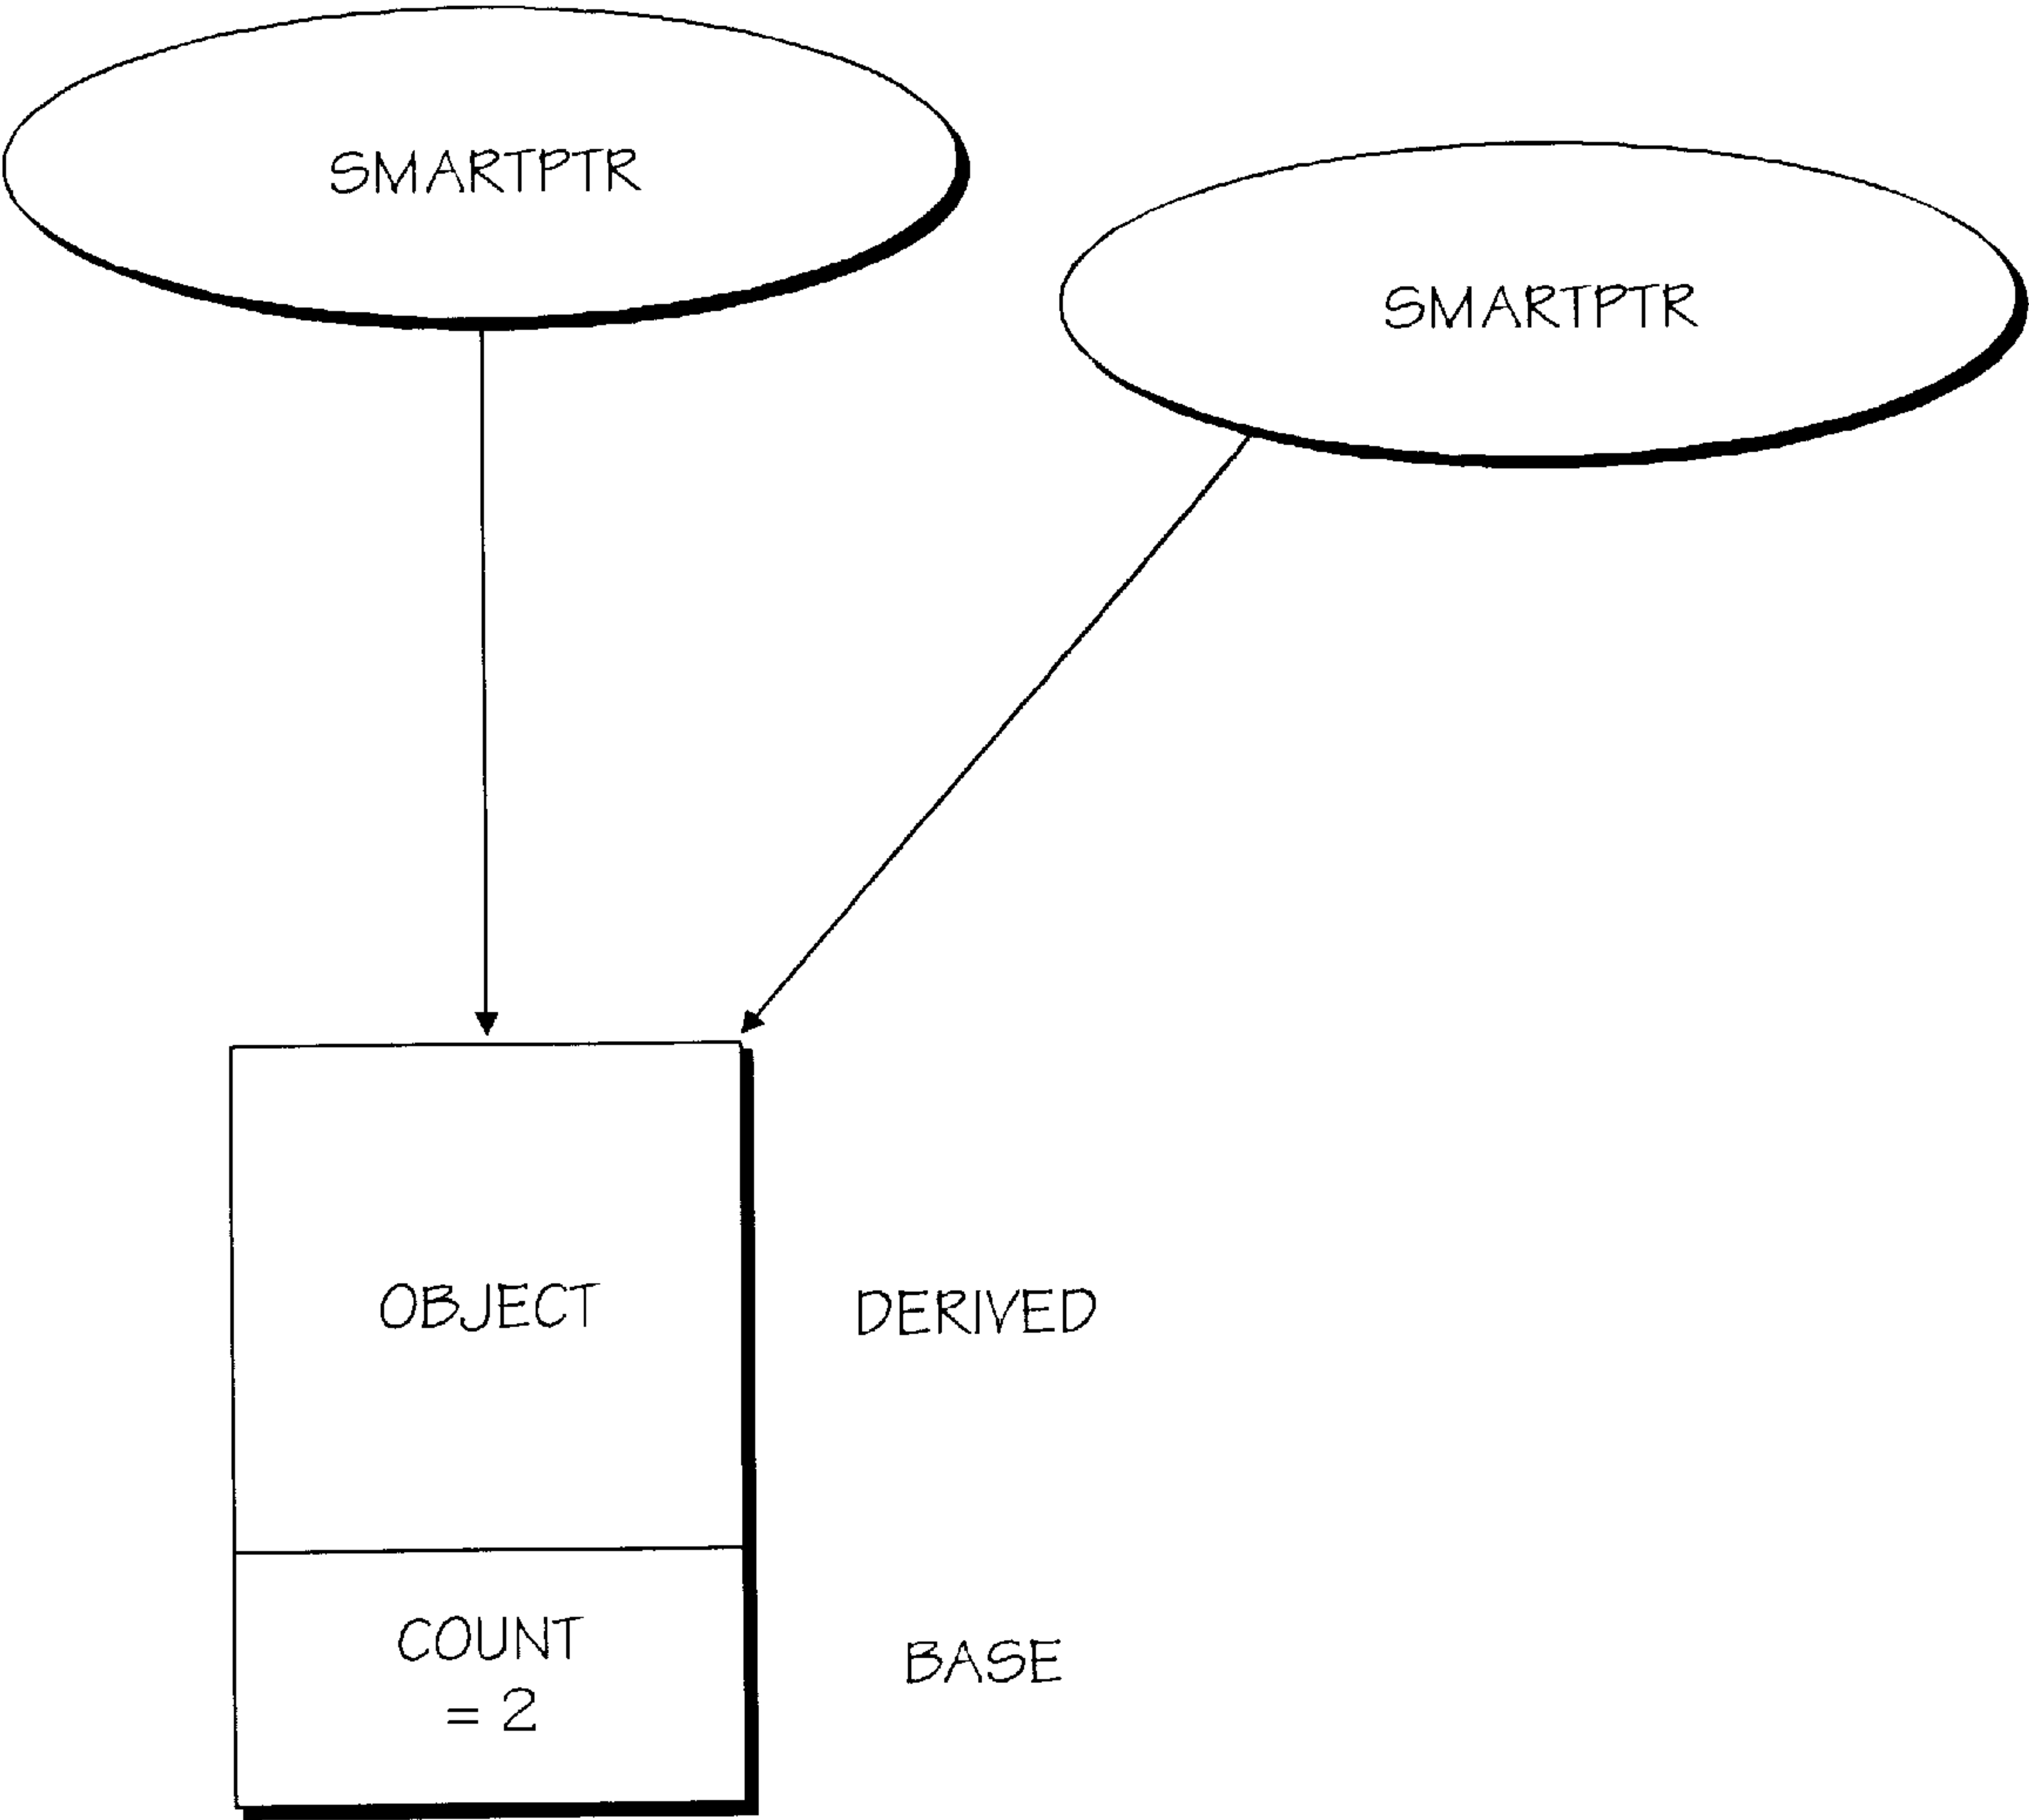 SMARTPTR
SMARTPTR
OBJECT
DERIVED
COUNT
= 2
BASE